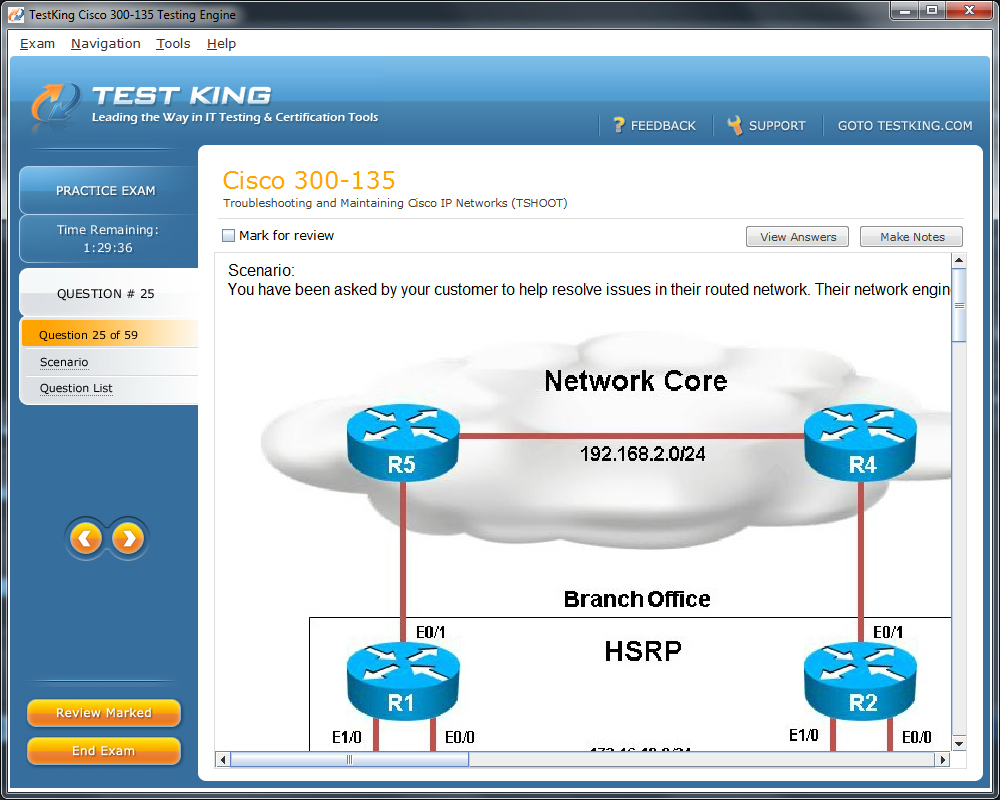 TestKing Cisco 300-135 Testing Engine
Exam Navigation Tools Help
TEST KING
Leading the Way in IT Testing & Certification Tools
? FEEDBACK
SUPPORT
GOTO TESTKING.COM
PRACTICE EXAM
Time Remaining:
1:29:36
QUESTION # 25
Question 25 of 59
Scenario
Question List
Review Marked
End Exam
Cisco 300-135
Troubleshooting and Maintaining Cisco IP Networks (TSHOOT)
Mark for review
View Answers
Make Notes
Scenario:
You have been asked by your customer to help resolve issues in their routed network. Their network engin
Network Core
R5
192.168.2.0/24
R4
Branch Office
E0/1
E0/1
HSRP
R1
R2
E1/0
E0/0
E1/0
E0/0